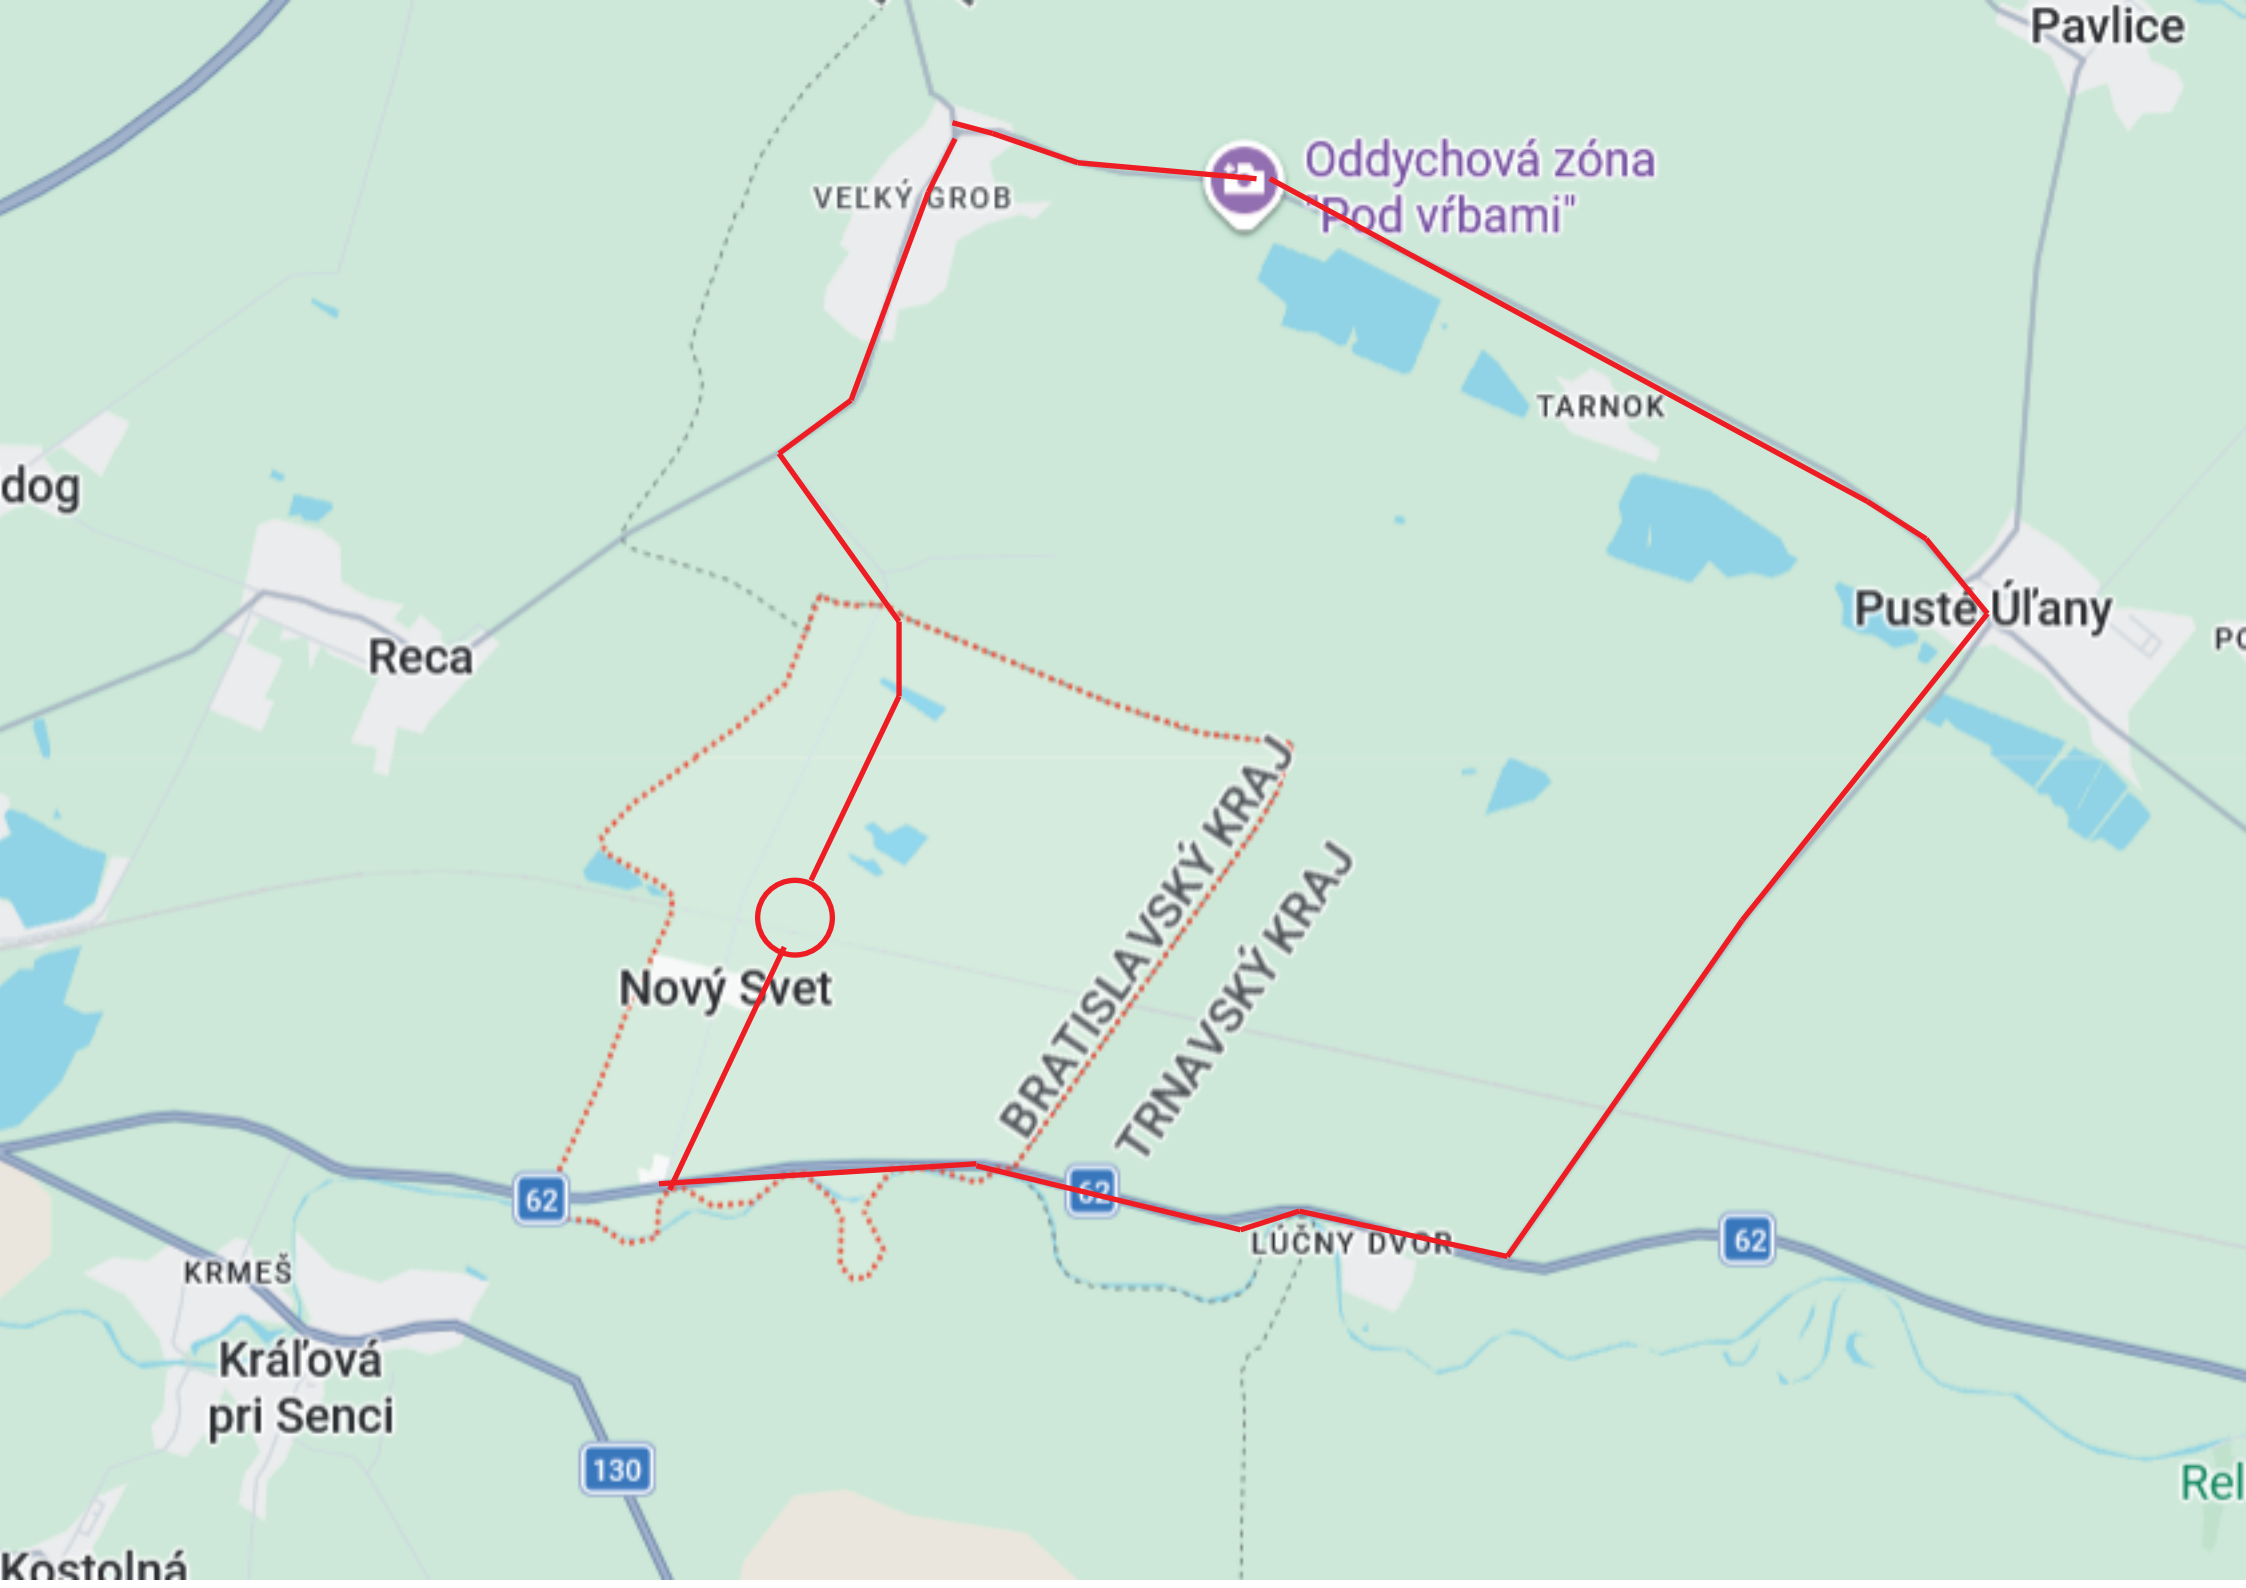 Pavlice
Oddychová zóna
"Pod vŕbami"
VEĽKÝ GROB
TARNOK
dog
Pusté Úľany
Reca
BRATISLAVSKÝ KRAJ
TRNAVSKÝ KRAJ
Nový Svet
62
62
62
LÚČNY DVOR
KRMEŠ
Kráľová
pri Senci
130
Rel
Kostolná